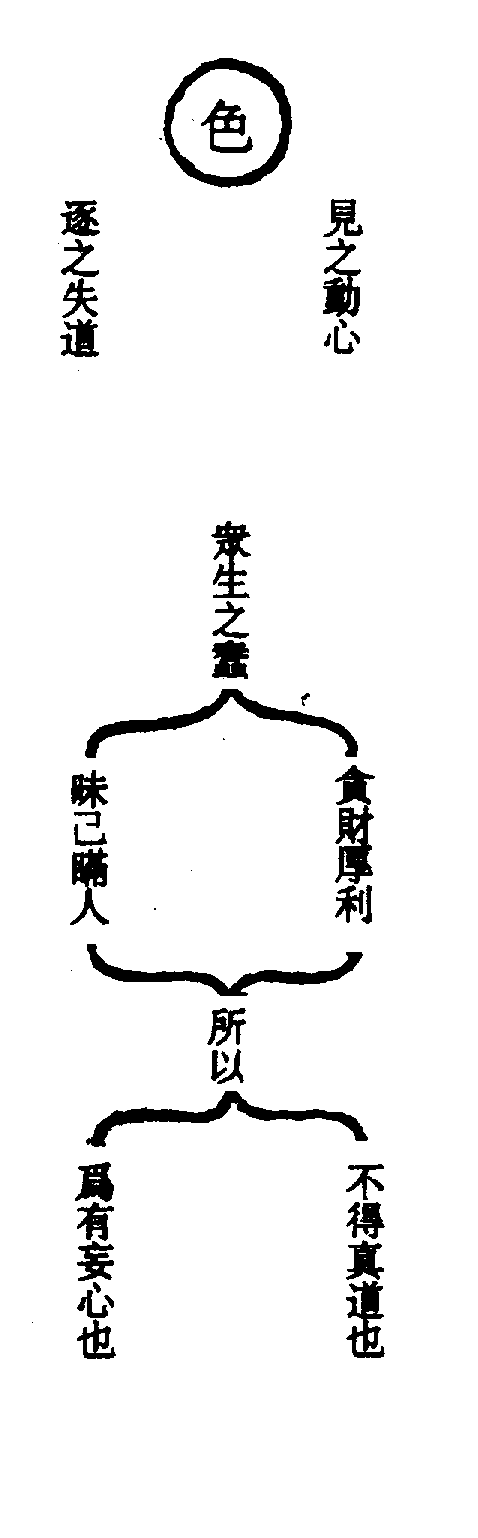 色
見之動心
逐之失道
眾生之蠢
貪財厚利
昧己瞞人
所以
不得真道也
爲有妄心也